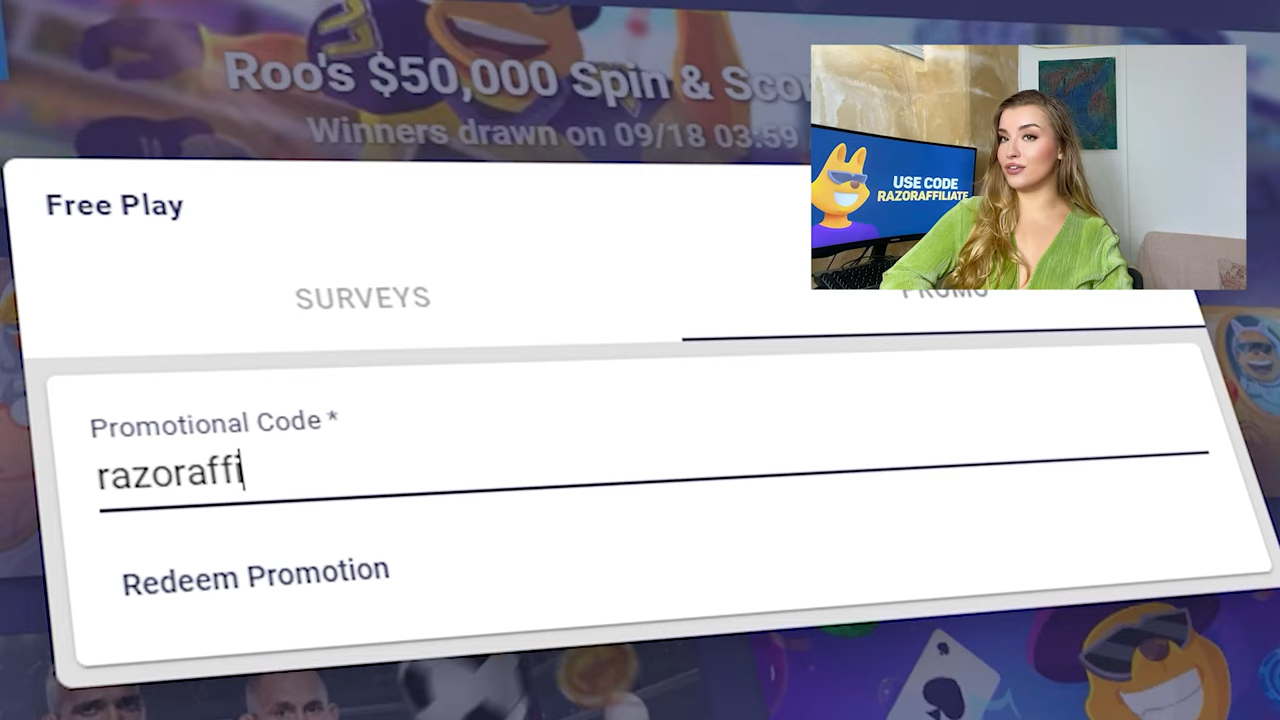 Roo's $50,000 Spin &
Winners drawn on 09/18 03:59
USE CODE
RAZORAFFILIATE
Free Play
SURVEYS
PROMO
Promotional Code *
razoraffi
Redeem Promotion